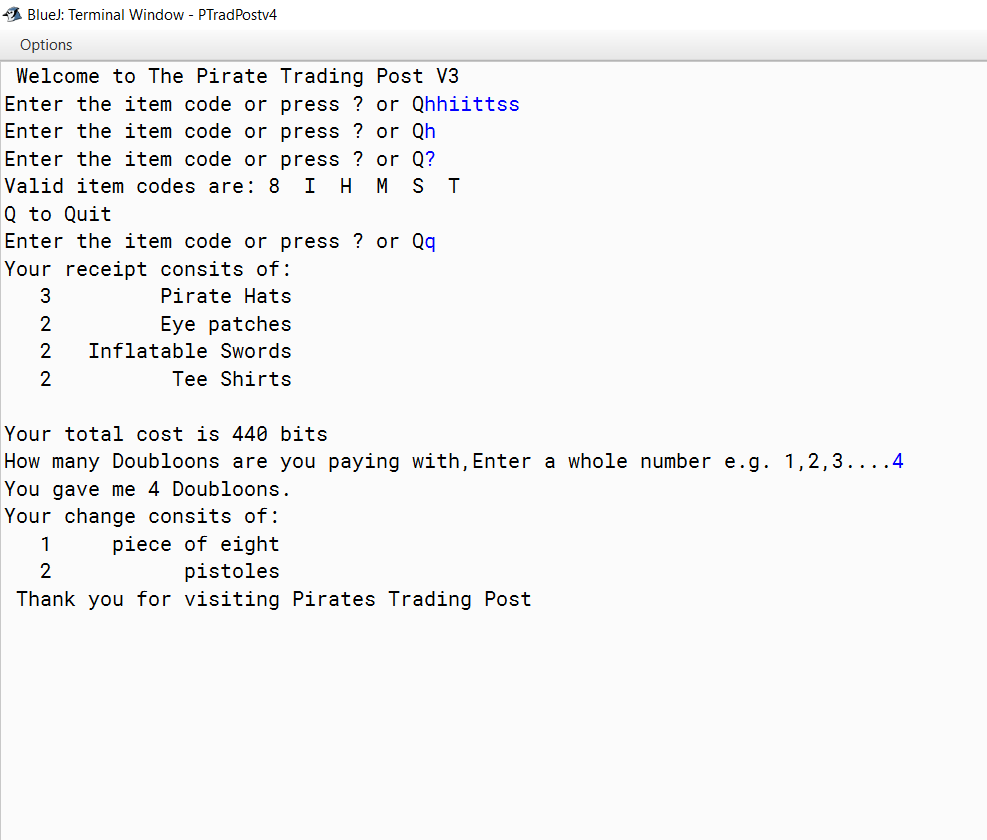 BlueJ: Terminal Window - PTradPostv4
Options
Welcome to The Pirate Trading Post V3
Enter the item code or press ? or Qhhiittss
Enter the item code or press ? or Qh
Enter the item code or press ? or Q?
Valid item codes are: 8 I H M S T
Q to Quit
Enter the item code or press ? or Qq
Your receipt consits of:
3 Pirate Hats
2 Eye patches
2 Inflatable Swords
2 Tee Shirts
Your total cost is 440 bits
How many Doubloons are you paying with,Enter a whole number e.g. 1,2,3....4
You gave me 4 Doubloons.
Your change consits of:
1 piece of eight
2 pistoles
Thank you for visiting Pirates Trading Post